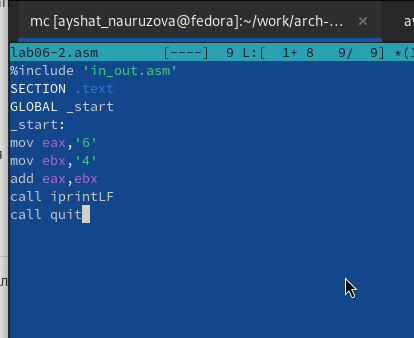 mc [ayshat_nauruzova@fedora]:~/work/arch-...
lab06-2.asm [----] 9 L:[ 1+ 8 9/ 9] *(1
%include 'in_out.asm'
SECTION .text
GLOBAL _start
_start:
mov eax,'6'
mov ebx,'4'
add eax,ebx
call iprintLF
call quit